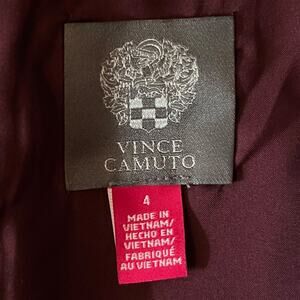 VINCE
CAMUTO
4
MADE IN
VIETNAM/
HECHO EN
VIETNAM/
FABRIQUÉ
AU VIETNAM